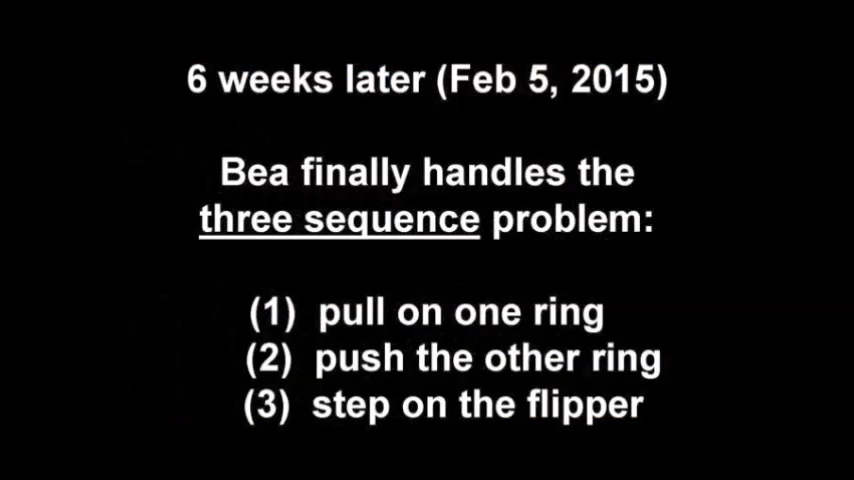 6 weeks later (Feb 5, 2015)
Bea finally handles the
three sequence problem:
(1) pull on one ring
(2) push the other ring
(3) step on the flipper